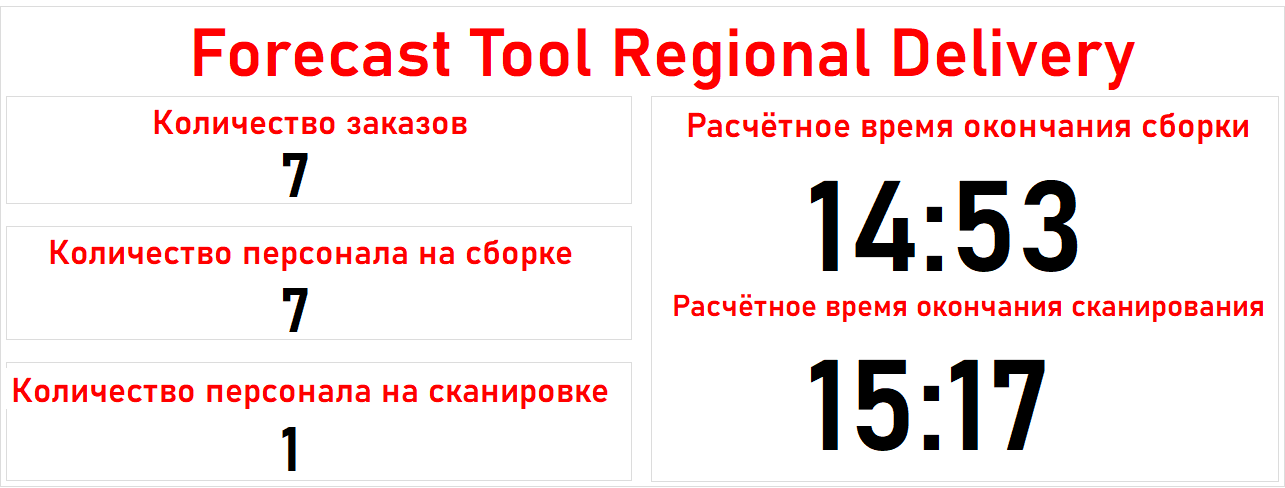 Forecast Tool Regional Delivery
Количество заказов
7
Количество персонала на сборке
7
Количество персонала на сканировке
1
Расчётное время окончания сборки
14:53
Расчётное время окончания сканирования
15:17